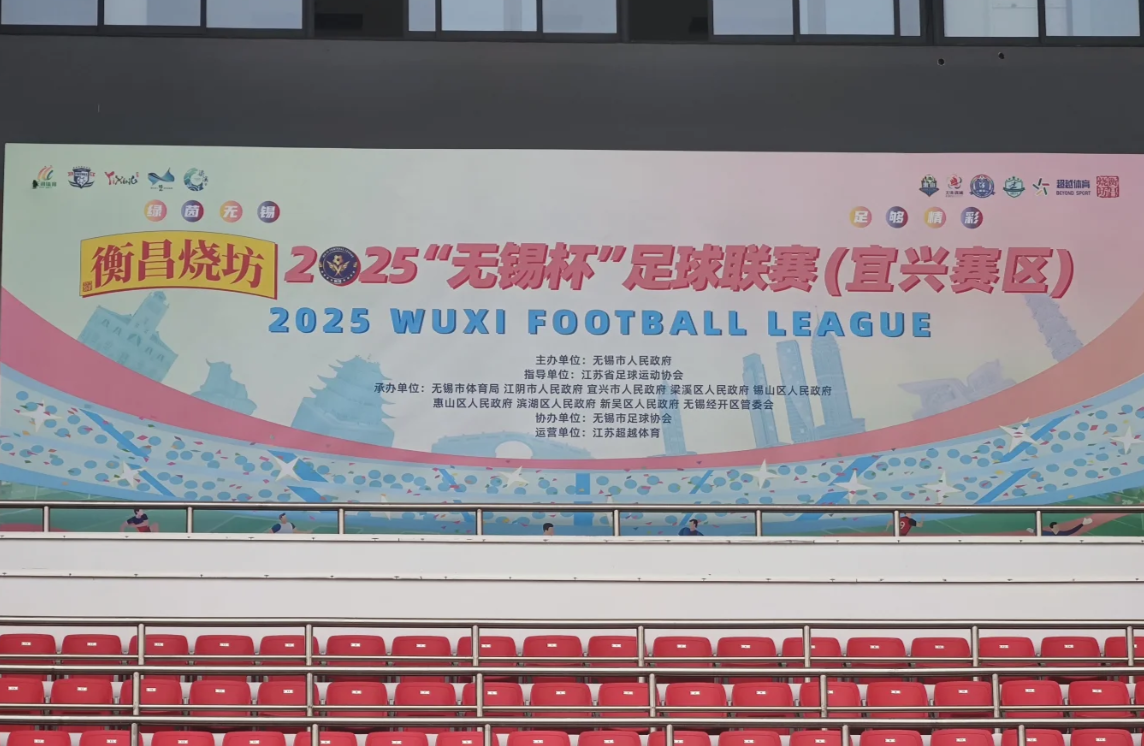 Yixing
超越体育
BEYOND SPORT
绿茵无锡
足够精彩
衡昌烧坊
2025“无锡杯”足球联赛(宜兴赛区)
2025 WUXI FOOTBALL LEAGUE
主办单位：无锡市人民政府
指导单位：江苏省足球运动协会
承办单位：无锡市体育局 江阴市人民政府 宜兴市人民政府 梁溪区人民政府 锡山区人民政府
惠山区人民政府 滨湖区人民政府 新吴区人民政府 无锡经开区管委会
协办单位：无锡市足球协会
运营单位：江苏超越体育